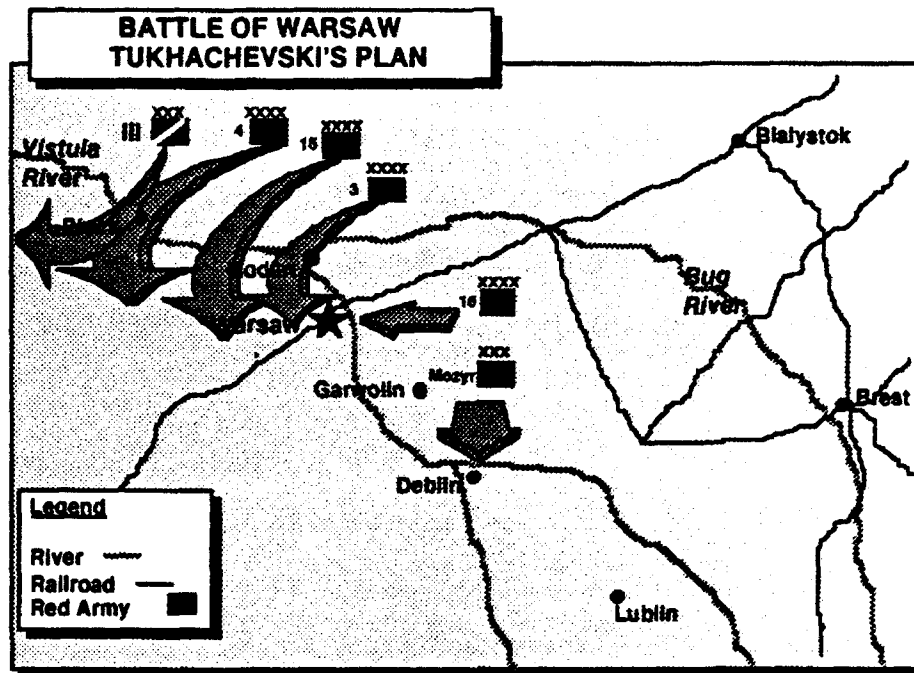 BATTLE OF WARSAW
TUKHACHEVSKI'S PLAN
XXX
III
XXXX
4
XXXX
15
XXXX
3
Vistula
River
Bialystok
Bug
River
XXXX
16
Warsaw
XXX
Mozyr
Garwolin
Brest
Deblin
Lublin
Legend
River
Railroad
Red Army